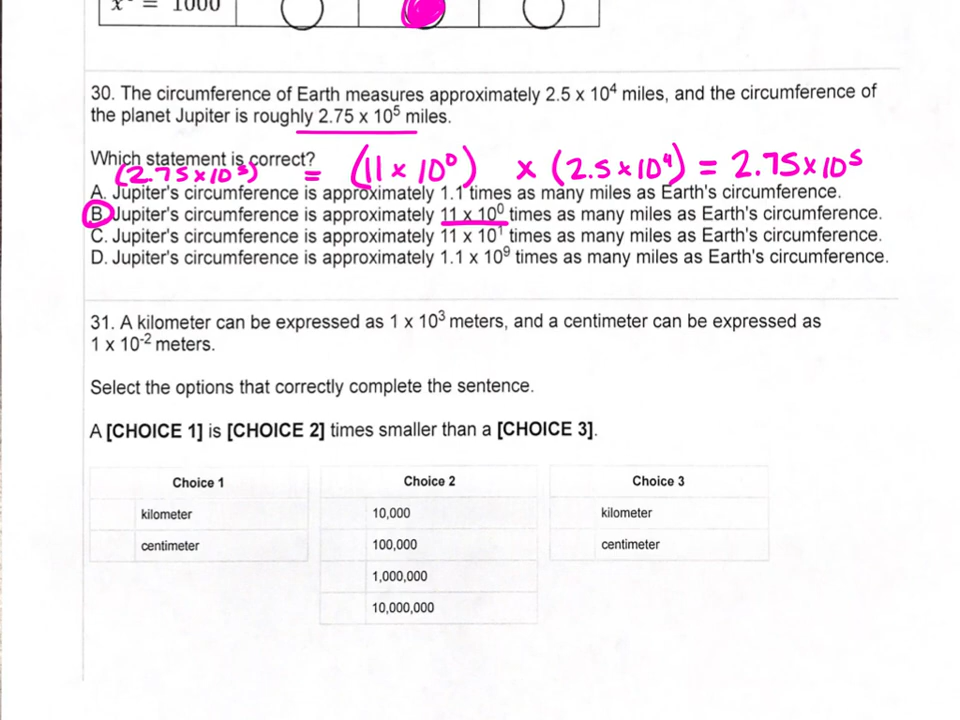 x = 1000
30. The circumference of Earth measures approximately 2.5 x 10⁴ miles, and the circumference of
the planet Jupiter is roughly 2.75 x 10⁵ miles.
Which statement is correct?
(2.75 x 10⁵) = (11 x 10⁰) x (2.5 x 10⁴) = 2.75 x 10⁵
A. Jupiter's circumference is approximately 1.1 times as many miles as Earth's circumference.
B. Jupiter's circumference is approximately 11 x 10⁰ times as many miles as Earth's circumference.
C. Jupiter's circumference is approximately 11 x 10¹ times as many miles as Earth's circumference.
D. Jupiter's circumference is approximately 1.1 x 10⁹ times as many miles as Earth's circumference.
31. A kilometer can be expressed as 1 x 10³ meters, and a centimeter can be expressed as
1 x 10⁻² meters.
Select the options that correctly complete the sentence.
A [CHOICE 1] is [CHOICE 2] times smaller than a [CHOICE 3].
Choice 1 Choice 2 Choice 3
kilometer 10,000 kilometer
centimeter 100,000 centimeter
1,000,000
10,000,000